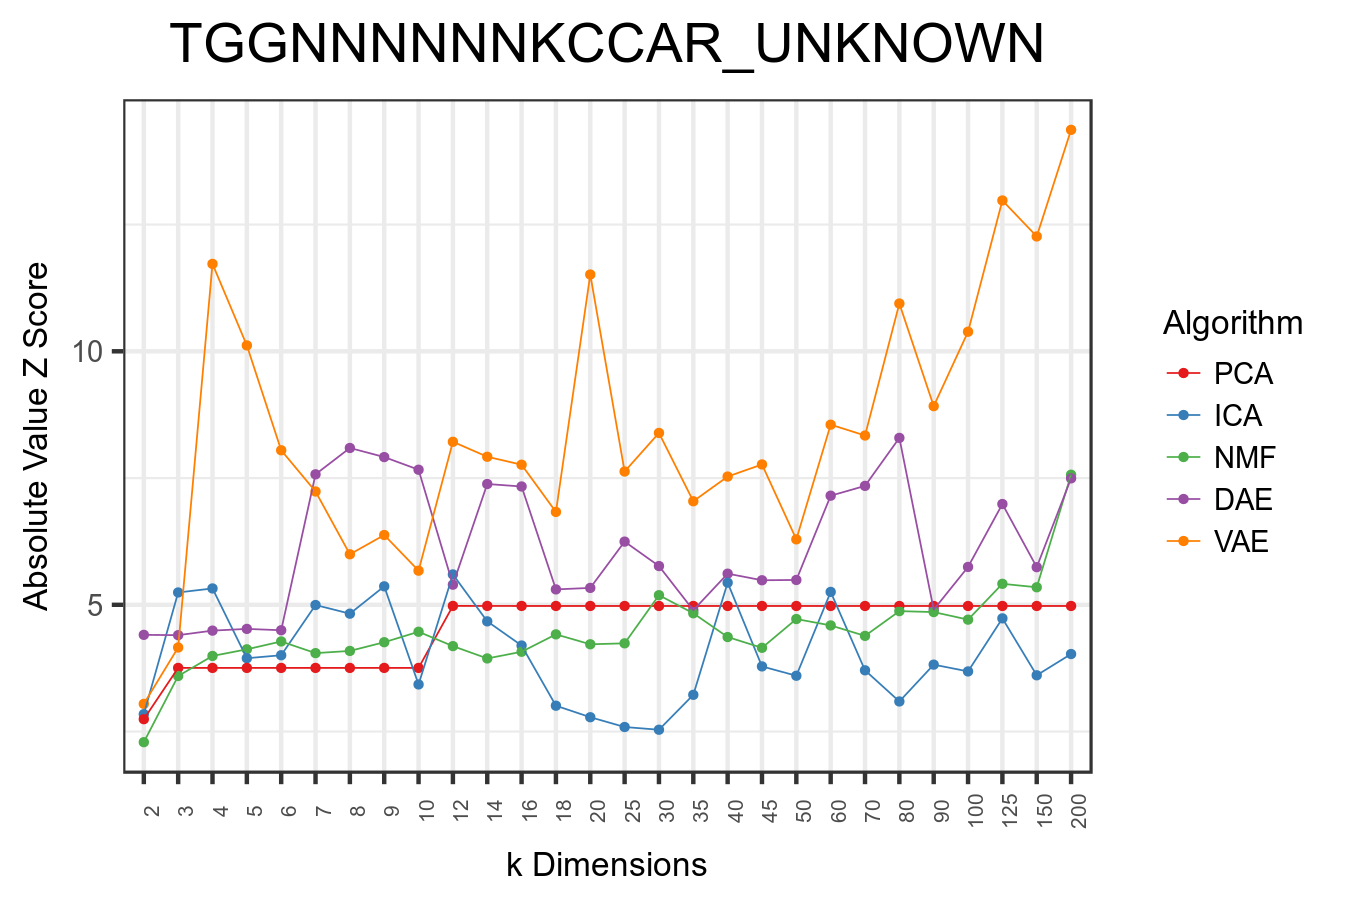 TGGNNNNNNKCCAR_UNKNOWN
Absolute Value Z Score
10
5
2 3 4 5 6 7 8 9 10 12 14 16 18 20 25 30 35 40 45 50 60 70 80 90 100 125 150 200
k Dimensions
Algorithm
PCA
ICA
NMF
DAE
VAE